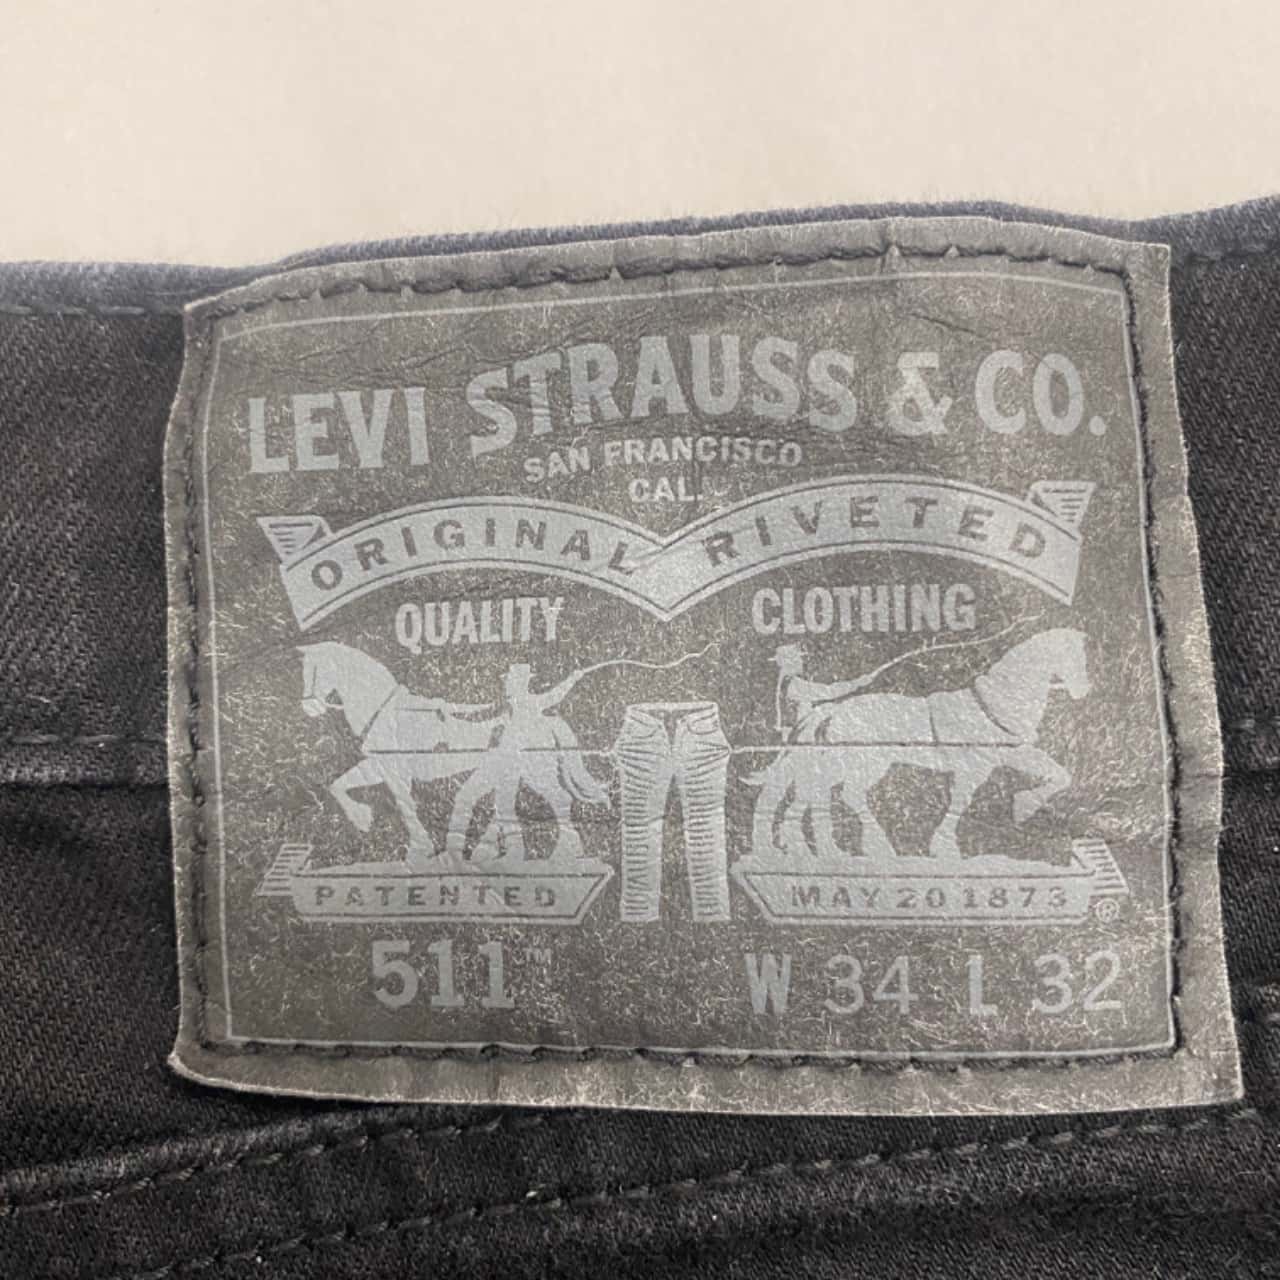 LEVI STRAUSS & CO.
SAN FRANCISCO
CAL.
ORIGINAL RIVETED
QUALITY CLOTHING
PATENTED MAY 20 1873 ®
511™ W 34 L 32